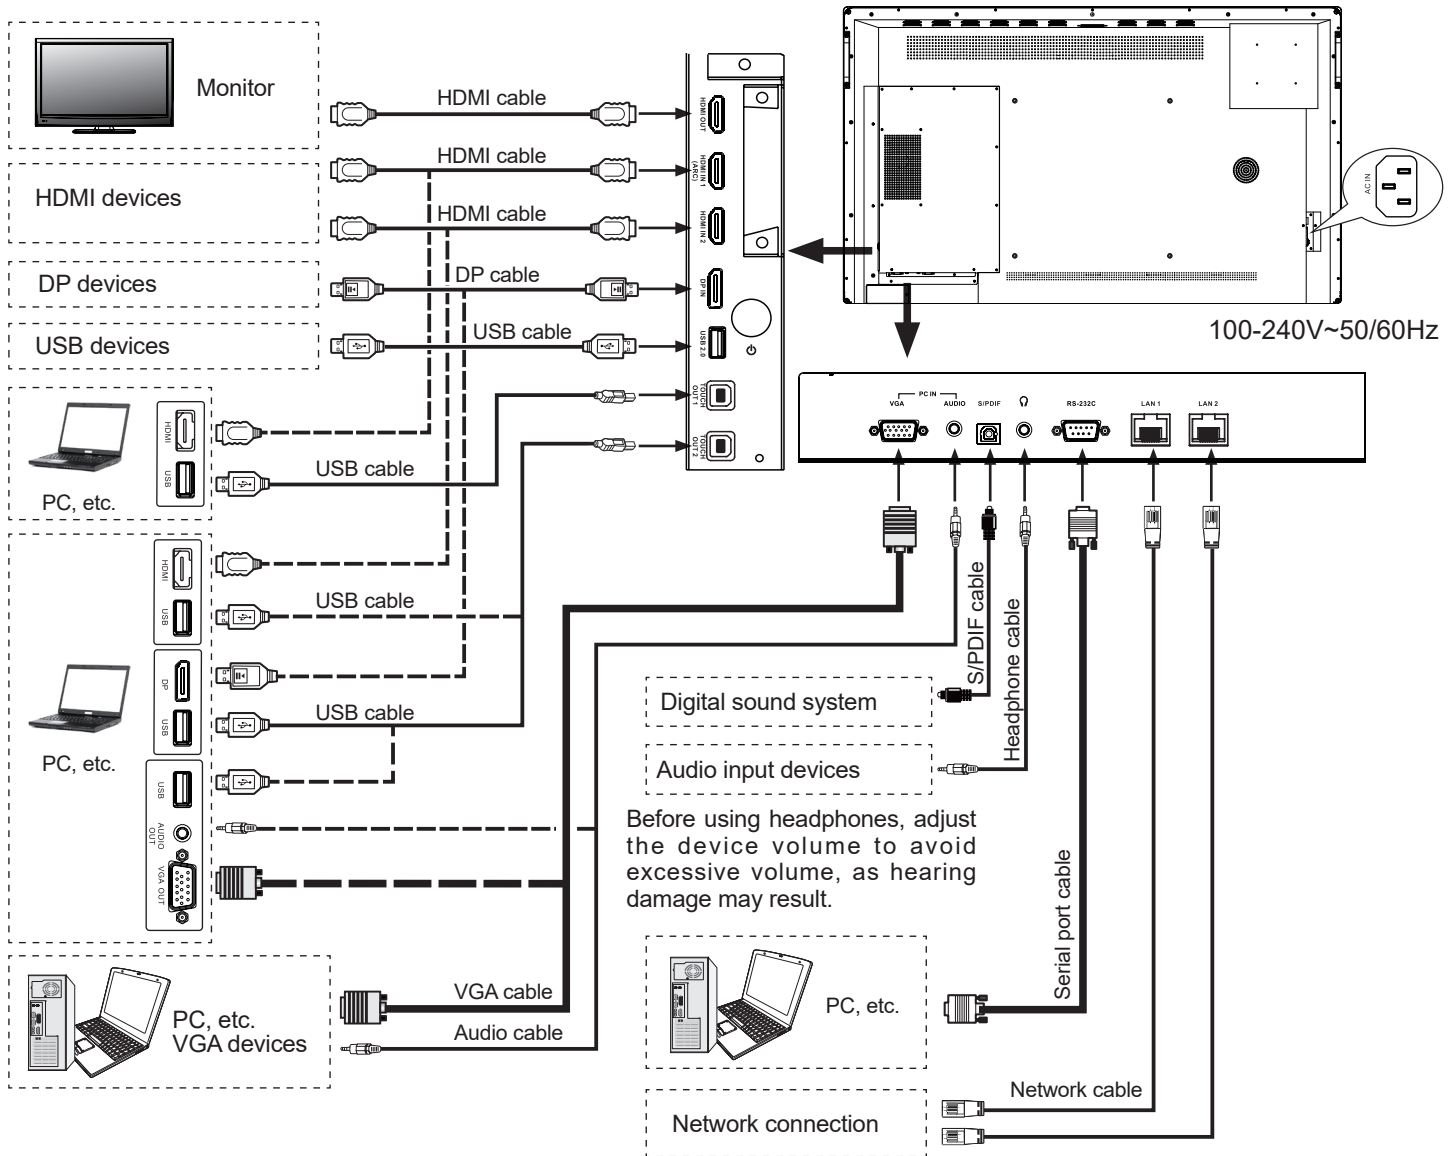 Monitor
HDMI devices
DP devices
USB devices
HDMI cable
HDMI cable
HDMI cable
DP cable
USB cable
HDMI OUT
HDMI IN 1
(ARC)
HDMI IN 2
DP IN
USB 2.0
TOUCH
OUT 1
TOUCH
OUT 2
AC IN
100-240V~50/60Hz
PC IN
VGA
AUDIO
S/PDIF
RS-232C
LAN 1
LAN 2
HDMI
USB
PC, etc.
USB cable
HDMI
USB
USB cable
DP
USB
USB cable
PC, etc.
USB
AUDIO
OUT
VGA OUT
PC, etc.
VGA devices
VGA cable
Audio cable
S/PDIF cable
Headphone cable
Digital sound system
Audio input devices
Before using headphones, adjust
the device volume to avoid
excessive volume, as hearing
damage may result.
Serial port cable
PC, etc.
Network cable
Network connection